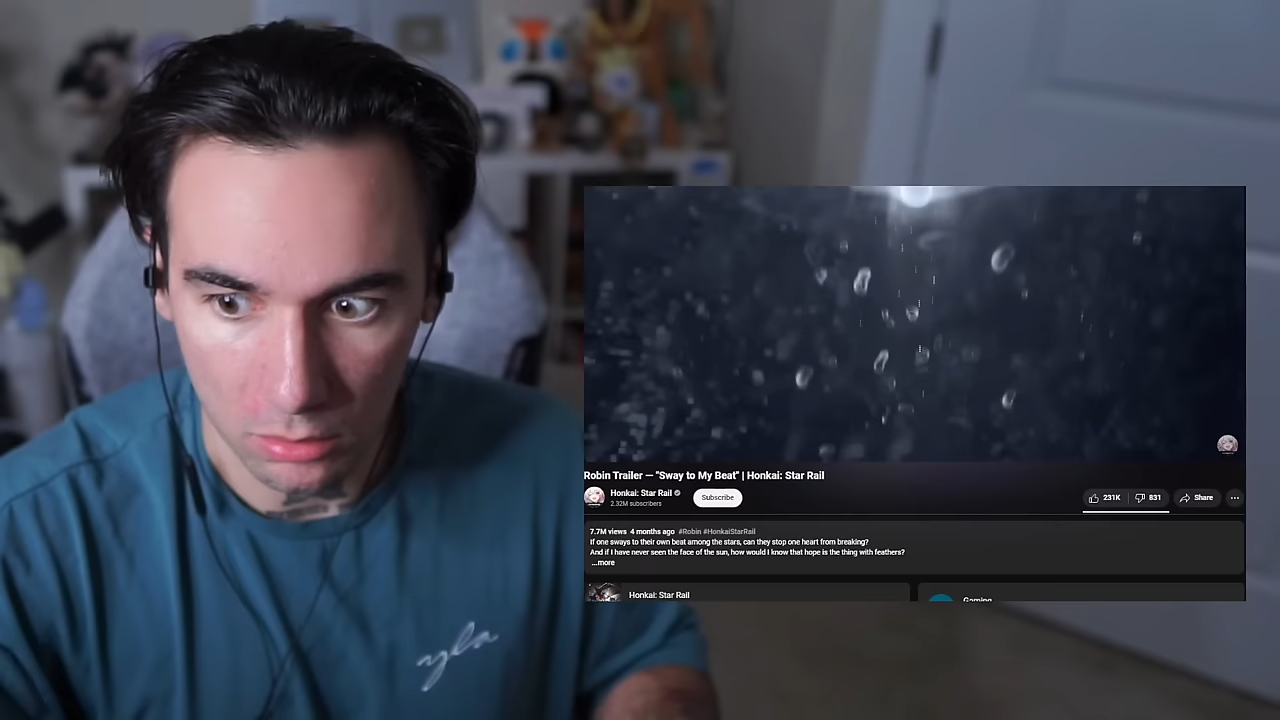 Robin Trailer — "Sway to My Beat" | Honkai: Star Rail
Honkai: Star Rail
2.32M subscribers
Subscribe
231K
831
Share
7.7M views 4 months ago #Robin #HonkaiStarRail
If one sways to their own beat among the stars, can they stop one heart from breaking?
And if I have never seen the face of the sun, how would I know that hope is the thing with feathers?
...more
Honkai: Star Rail
Gaming
yla